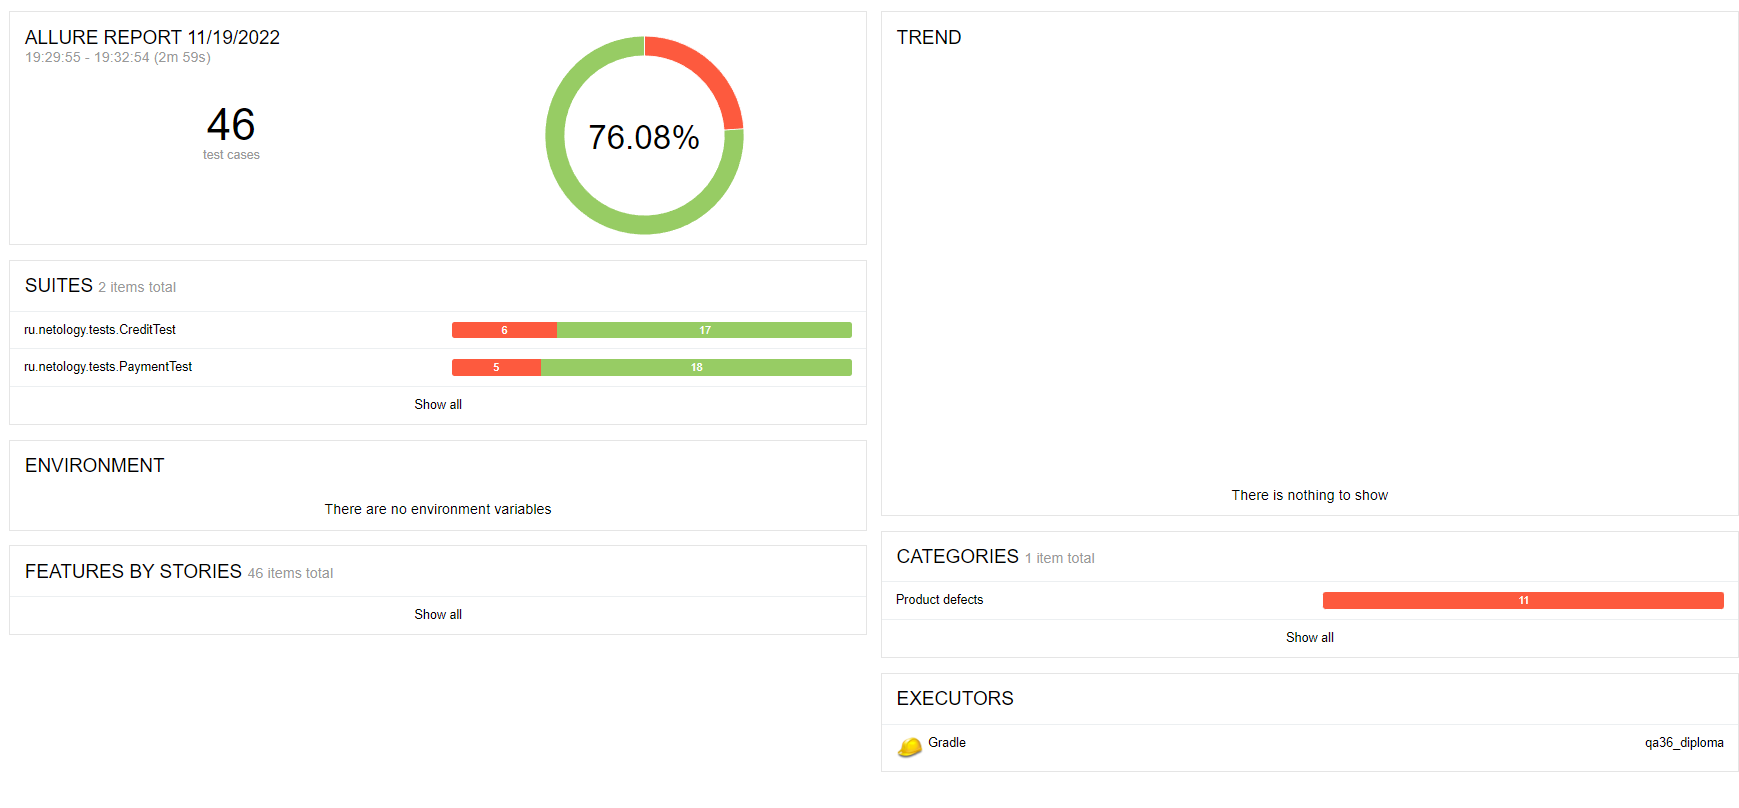 ALLURE REPORT 11/19/2022
19:29:55 - 19:32:54 (2m 59s)
46
test cases
76.08%
SUITES 2 items total
ru.netology.tests.CreditTest 6 17
ru.netology.tests.PaymentTest 5 18
Show all
ENVIRONMENT
There are no environment variables
FEATURES BY STORIES 46 items total
Show all
TREND
There is nothing to show
CATEGORIES 1 item total
Product defects 11
Show all
EXECUTORS
Gradle qa36_diploma